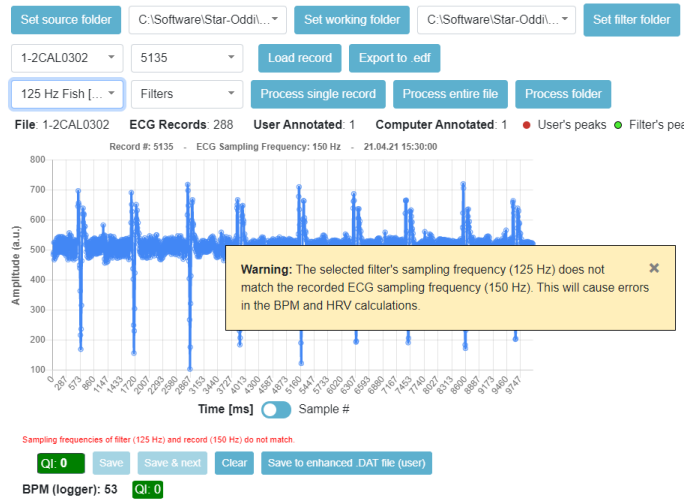 Set source folder C:\Software\Star-Oddi\... Set working folder C:\Software\Star-Oddi\... Set filter folder
1-2CAL0302 5135 Load record Export to .edf
125 Hz Fish [... Filters Process single record Process entire file Process folder
File: 1-2CAL0302 ECG Records: 288 User Annotated: 1 Computer Annotated: 1 User's peaks Filter's pea
Record #: 5135 - ECG Sampling Frequency: 150 Hz - 21.04.21 15:30:00
800
700
600
500
400
300
200
100
Amplitude (a.u.)
Warning: The selected filter's sampling frequency (125 Hz) does not
match the recorded ECG sampling frequency (150 Hz). This will cause errors
in the BPM and HRV calculations.
0 287 573 860 1147 1433 1720 2007 2293 2580 2867 3153 3440 3727 4013 4300 4587 4873 5160 5447 5733 6020 6307 6593 6880 7167 7453 7740 8027 8313 8600 8887 9173 9460 9747
Time [ms] Sample #
Sampling frequencies of filter (125 Hz) and record (150 Hz) do not match.
QI: 0 Save Save & next Clear Save to enhanced .DAT file (user)
BPM (logger): 53 QI: 0